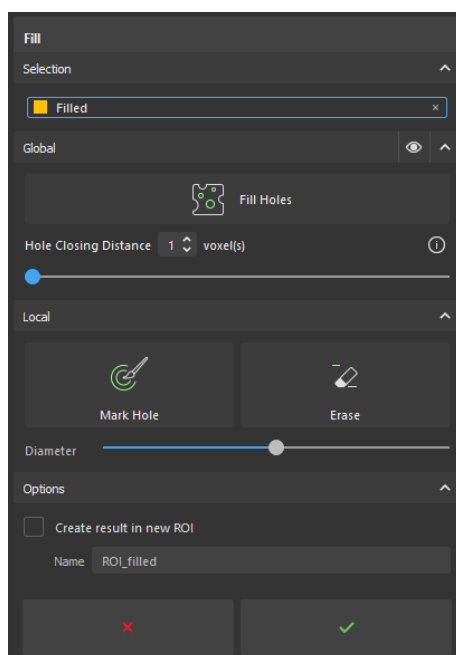 Fill
Selection
Filled ×
Global
Fill Holes
Hole Closing Distance 1 voxel(s)
Local
Mark Hole Erase
Diameter
Options
Create result in new ROI
Name ROI_filled